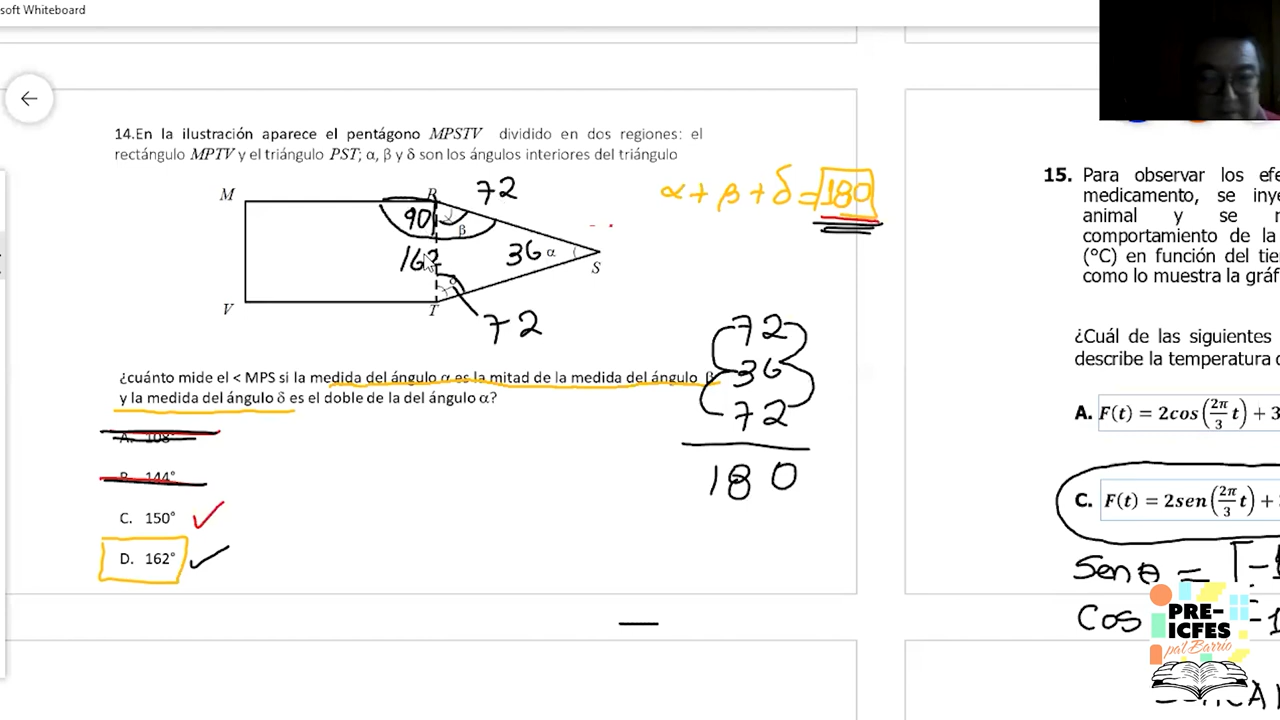 soft Whiteboard
14.En la ilustración aparece el pentágono MPSTV dividido en dos regiones: el
rectángulo MPTV y el triángulo PST; α, β y δ son los ángulos interiores del triángulo
α + β + δ = 180
M
72
90
β
162
36 α
S
δ
V
T
72
72
36
72
180
¿cuánto mide el < MPS si la medida del ángulo α es la mitad de la medida del ángulo β
y la medida del ángulo δ es el doble de la del ángulo α?
A. 108°
B. 144°
C. 150°
D. 162°
15. Para observar los efe
medicamento, se inye
animal y se m
comportamiento de la
(°C) en función del tie
como lo muestra la gráf
¿Cuál de las siguientes
describe la temperatura d
A. F(t) = 2cos(2π/3 t) + 3
C. F(t) = 2sen(2π/3 t) +
Sen θ =
Cos
PRE-
ICFES
pal Barrio